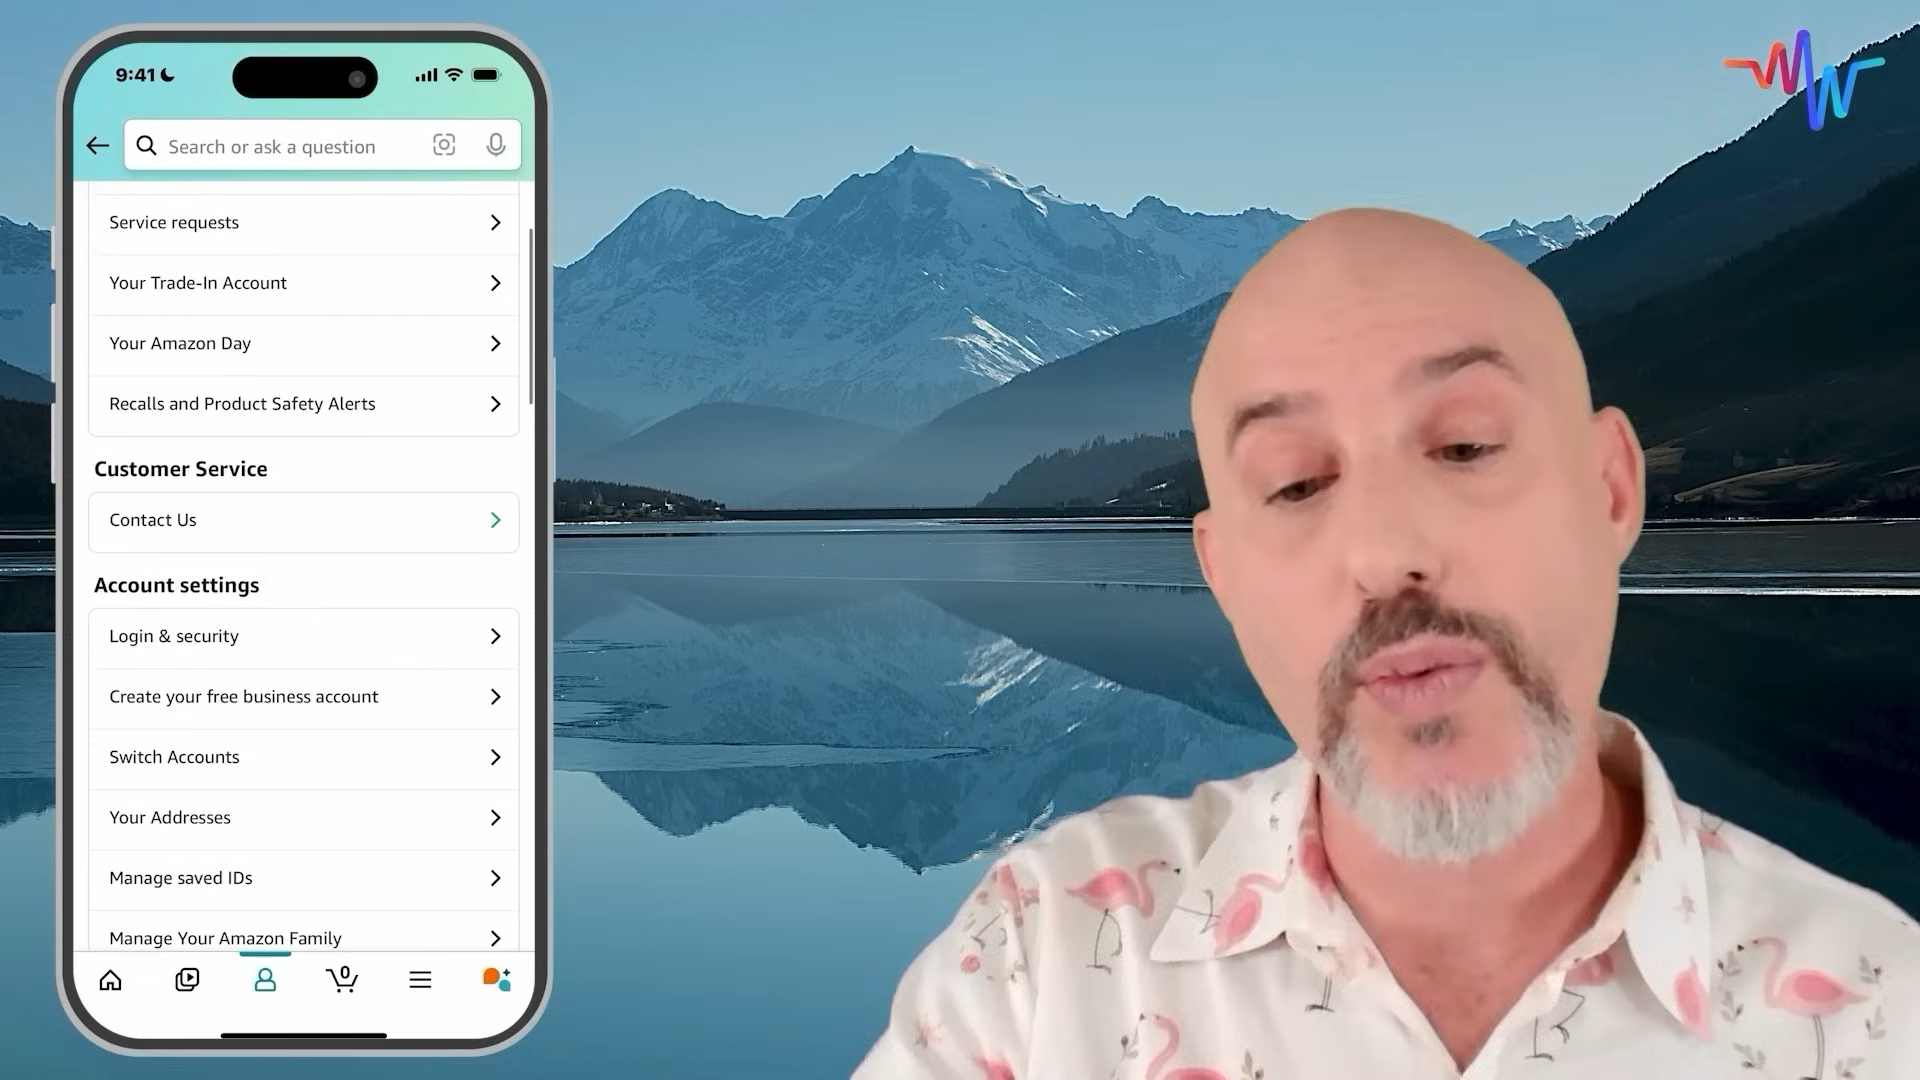 9:41
Search or ask a question
Service requests
Your Trade-In Account
Your Amazon Day
Recalls and Product Safety Alerts
Customer Service
Contact Us
Account settings
Login & security
Create your free business account
Switch Accounts
Your Addresses
Manage saved IDs
Manage Your Amazon Family
0